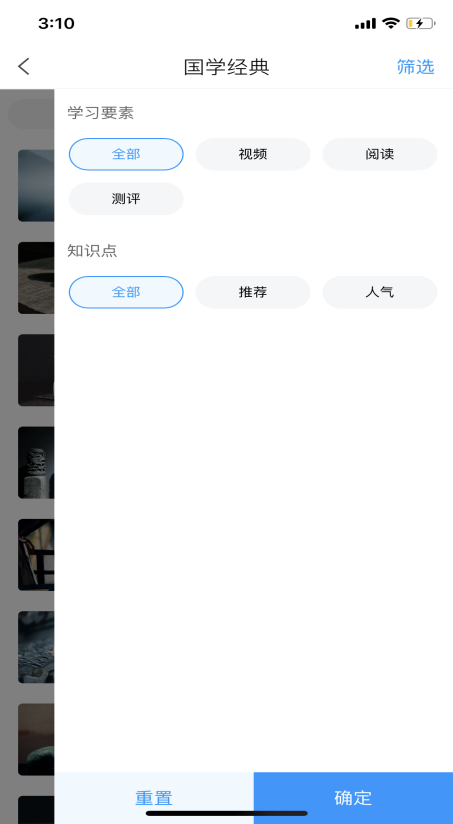 3:10
国学经典
筛选
学习要素
全部 视频 阅读
测评
知识点
全部 推荐 人气
重置 确定